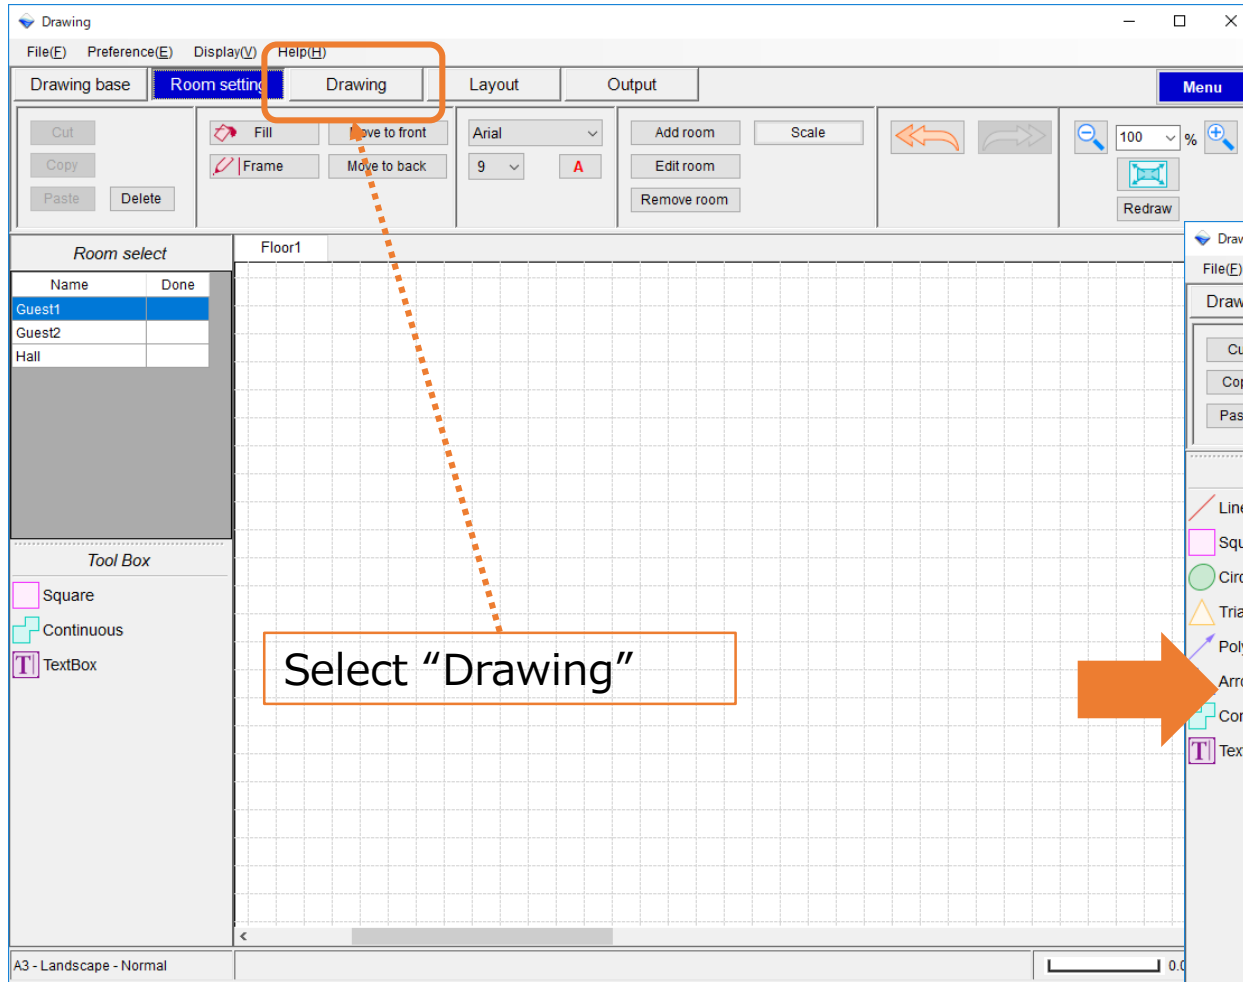 Drawing
File(F) Preference(E) Display(V) Help(H)
Drawing base Room setting Drawing Layout Output Menu
Cut Fill Move to front Arial Add room Scale 100 %
Copy Frame Move to back 9 A Edit room
Paste Delete Remove room Redraw
Room select Floor1
Name Done
Guest1
Guest2
Hall
Tool Box
Square
Continuous
T TextBox
Select “Drawing”
A3 - Landscape - Normal
0.0
Draw
File(F)
Draw
Cu
Cop
Pas
Line
Squ
Circ
Tria
Poly
Arro
Con
T Tex